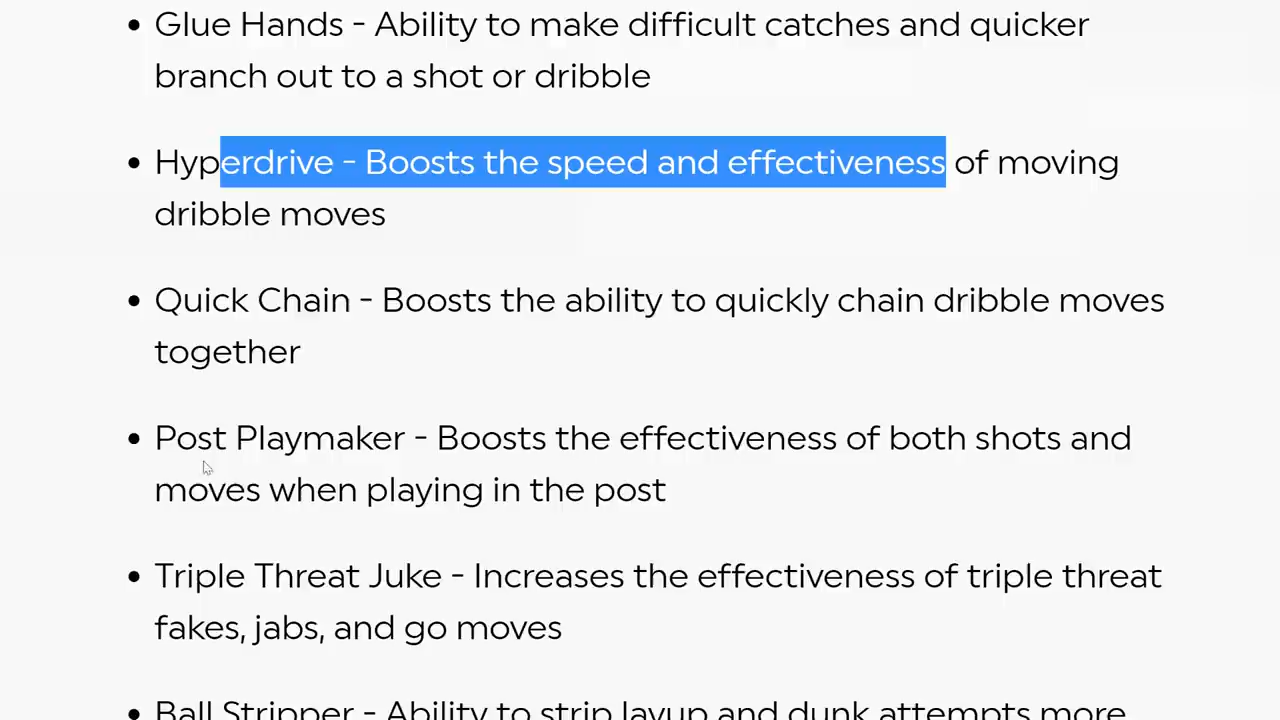 • Glue Hands - Ability to make difficult catches and quicker
branch out to a shot or dribble
• Hyperdrive - Boosts the speed and effectiveness of moving
dribble moves
• Quick Chain - Boosts the ability to quickly chain dribble moves
together
• Post Playmaker - Boosts the effectiveness of both shots and
moves when playing in the post
• Triple Threat Juke - Increases the effectiveness of triple threat
fakes, jabs, and go moves
• Ball Stripper - Ability to strip layup and dunk attempts more